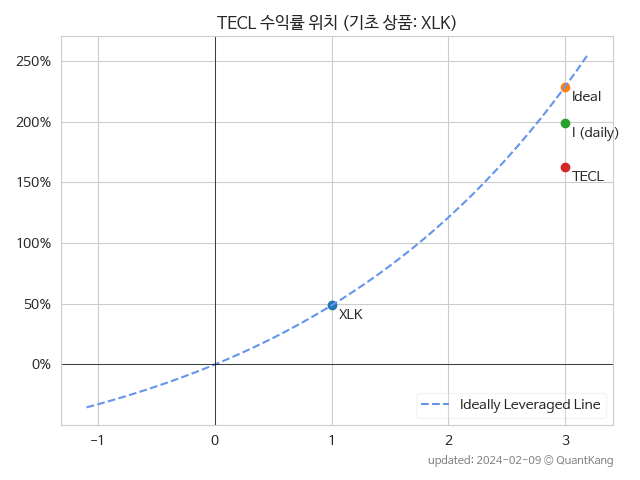 TECL 수익률 위치 (기초 상품: XLK)
250%
200%
150%
100%
50%
0%
Ideal
I (daily)
TECL
XLK
Ideally Leveraged Line
-1
0
1
2
3
updated: 2024-02-09 © QuantKang